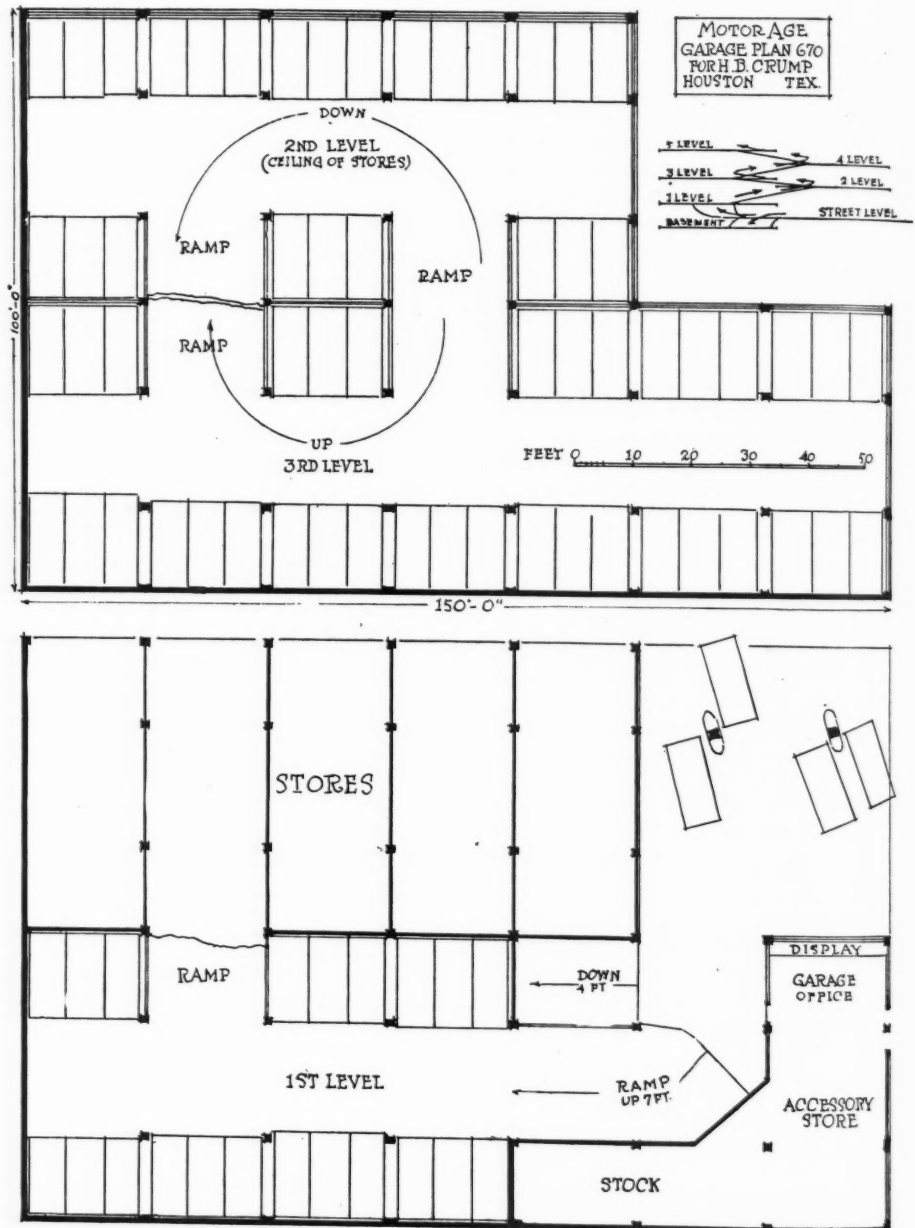 MOTOR AGE
GARAGE PLAN 670
FOR H. B. CRUMP
HOUSTON TEX.
DOWN
2ND LEVEL
(CEILING OF STORES)
5 LEVEL
4 LEVEL
3 LEVEL
2 LEVEL
1 LEVEL
STREET LEVEL
BASEMENT
RAMP
RAMP
RAMP
100'-0"
UP
3RD LEVEL
FEET 0 10 20 30 40 50
150'-0"
STORES
DISPLAY
GARAGE
OFFICE
RAMP
DOWN
4 FT
1ST LEVEL
RAMP
UP 7 FT.
ACCESSORY
STORE
STOCK